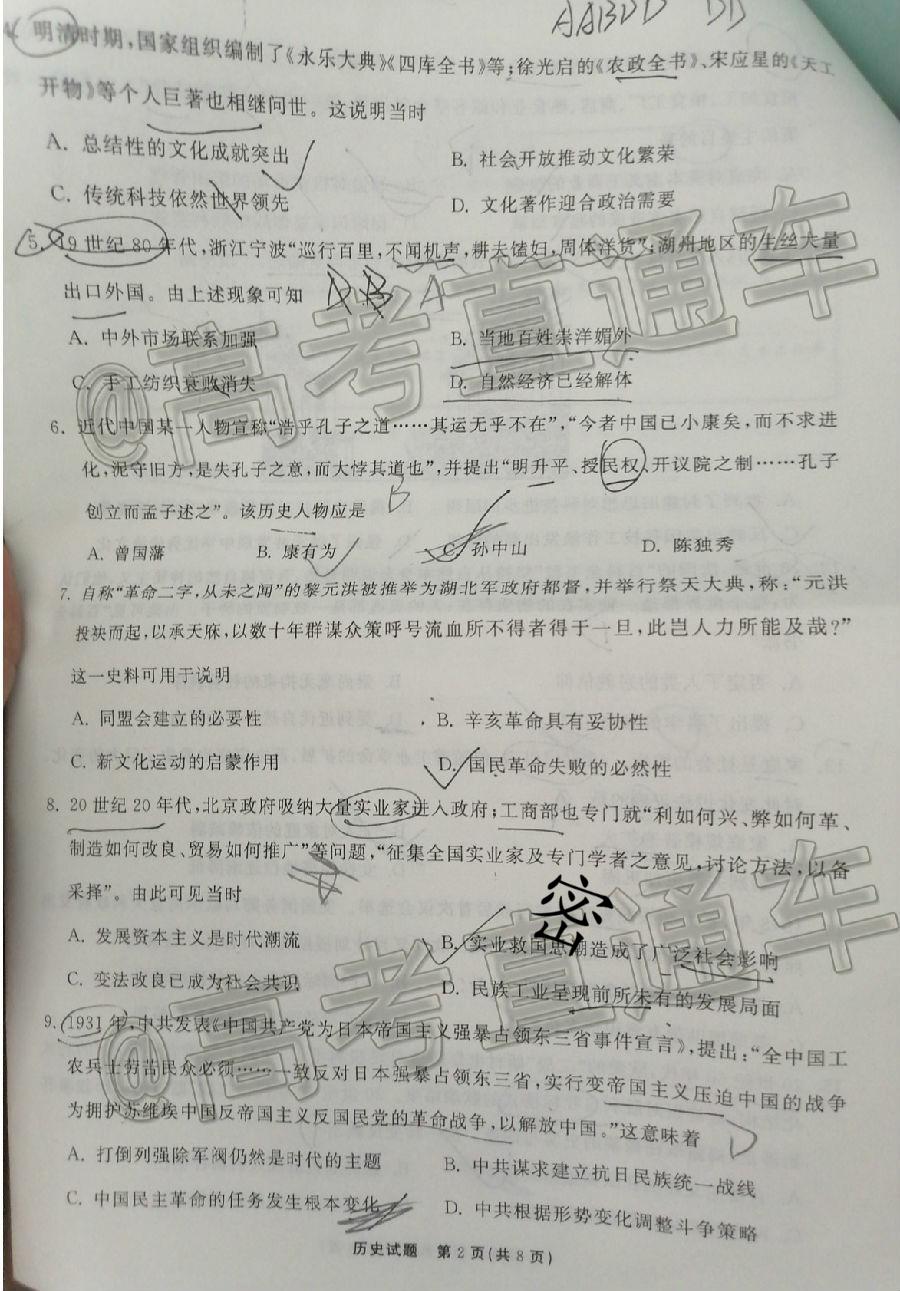 AABDD BD
4. 明清时期，国家组织编制了《永乐大典》《四库全书》等；徐光启的《农政全书》、宋应星的《天工
开物》等个人巨著也相继问世。这说明当时
A. 总结性的文化成就突出
B. 社会开放推动文化繁荣
C. 传统科技依然世界领先
D. 文化著作迎合政治需要
5. 19世纪80年代，浙江宁波“巡行百里，不闻机声，耕夫馌妇，周体洋货”；湖州地区的生丝大量
出口外国。由上述现象可知
A. 中外市场联系加强
B. 当地百姓崇洋媚外
C. 手工纺织衰败消失
D. 自然经济已经解体
6. 近代中国某一人物宣称“浩乎孔子之道……其运无乎不在”，“今者中国已小康矣，而不求进
化，泥守旧方，是失孔子之意，而大悖其道也”，并提出“明升平、授民权、开议院之制……孔子
创立而孟子述之”。该历史人物应是
B
A. 曾国藩
B. 康有为
C. 孙中山
D. 陈独秀
7. 自称“革命二字，从未之闻”的黎元洪被推举为湖北军政府都督，并举行祭天大典，称：“元洪
投袂而起，以承天庥，以数十年群谋众策呼号流血所不得者得于一旦，此岂人力所能及哉？”
这一史料可用于说明
A. 同盟会建立的必要性
B. 辛亥革命具有妥协性
C. 新文化运动的启蒙作用
D. 国民革命失败的必然性
8. 20世纪20年代，北京政府吸纳大量实业家进入政府；工商部也专门就“利如何兴、弊如何革、
制造如何改良、贸易如何推广”等问题，“征集全国实业家及专门学者之意见，讨论方法，以备
采择”。由此可见当时
密
A. 发展资本主义是时代潮流
B. 实业救国思潮造成了广泛社会影响
C. 变法改良已成为社会共识
D. 民族工业呈现前所未有的发展局面
9. 1931年，中共发表《中国共产党为日本帝国主义强暴占领东三省事件宣言》，提出：“全中国工
农兵士劳苦民众必须……一致反对日本强暴占领东三省，实行变帝国主义压迫中国的战争
为拥护苏维埃中国反帝国主义反国民党的革命战争，以解放中国。”这意味着
D
A. 打倒列强除军阀仍然是时代的主题
B. 中共谋求建立抗日民族统一战线
C. 中国民主革命的任务发生根本变化
D. 中共根据形势变化调整斗争策略
历史试题 第2页(共8页)
@高考直通车
@高考直通车